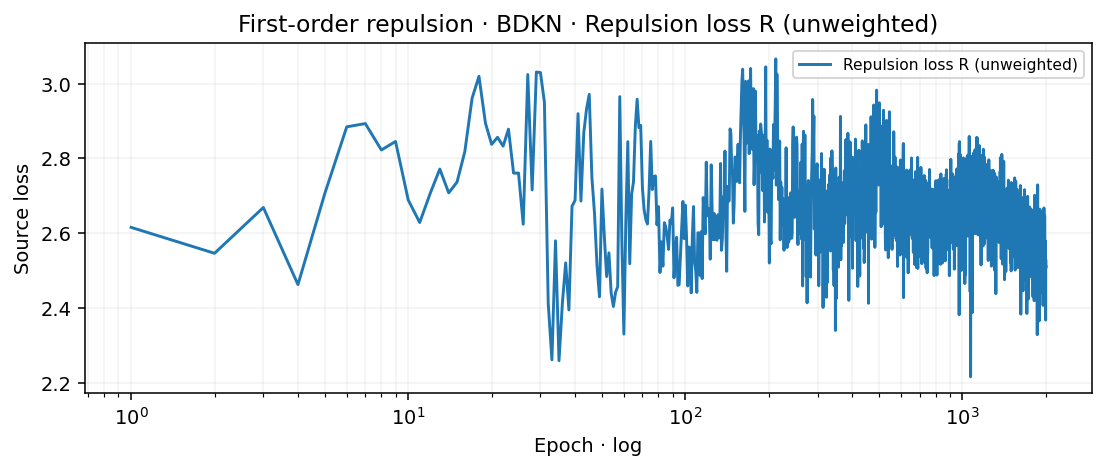 First-order repulsion · BDKN · Repulsion loss R (unweighted)
Repulsion loss R (unweighted)
Source loss
3.0
2.8
2.6
2.4
2.2
10⁰ 10¹ 10² 10³
Epoch · log